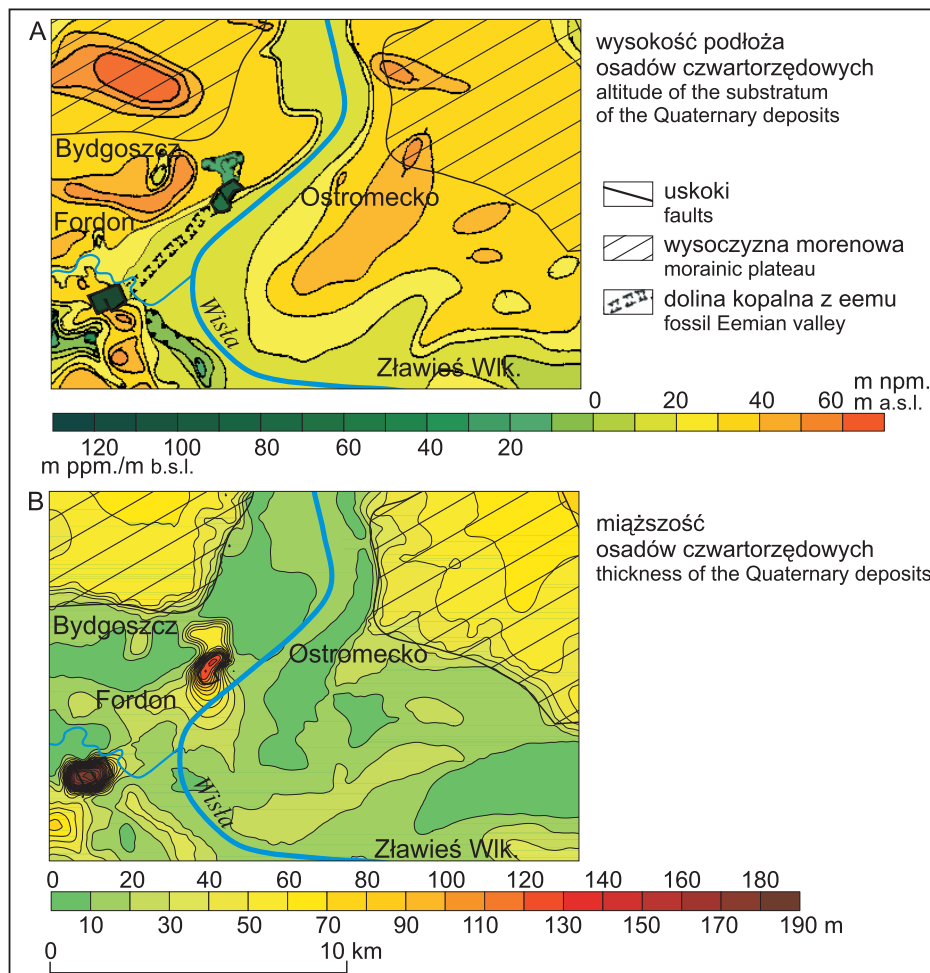 A
wysokość podłoża
osadów czwartorzędowych
altitude of the substratum
of the Quaternary deposits
Bydgoszcz
Ostromecko
Fordon
Wisła
Zławieś Wlk.
uskoki
faults
wysoczyzna morenowa
morainic plateau
dolina kopalna z eemu
fossil Eemian valley
m npm.
0 20 40 60 m a.s.l.
120 100 80 60 40 20
m ppm./m b.s.l.
B
miąższość
osadów czwartorzędowych
thickness of the Quaternary deposits
Bydgoszcz
Ostromecko
Fordon
Wisła
Zławieś Wlk.
0 20 40 60 80 100 120 140 160 180
10 30 50 70 90 110 130 150 170 190 m
0 10 km